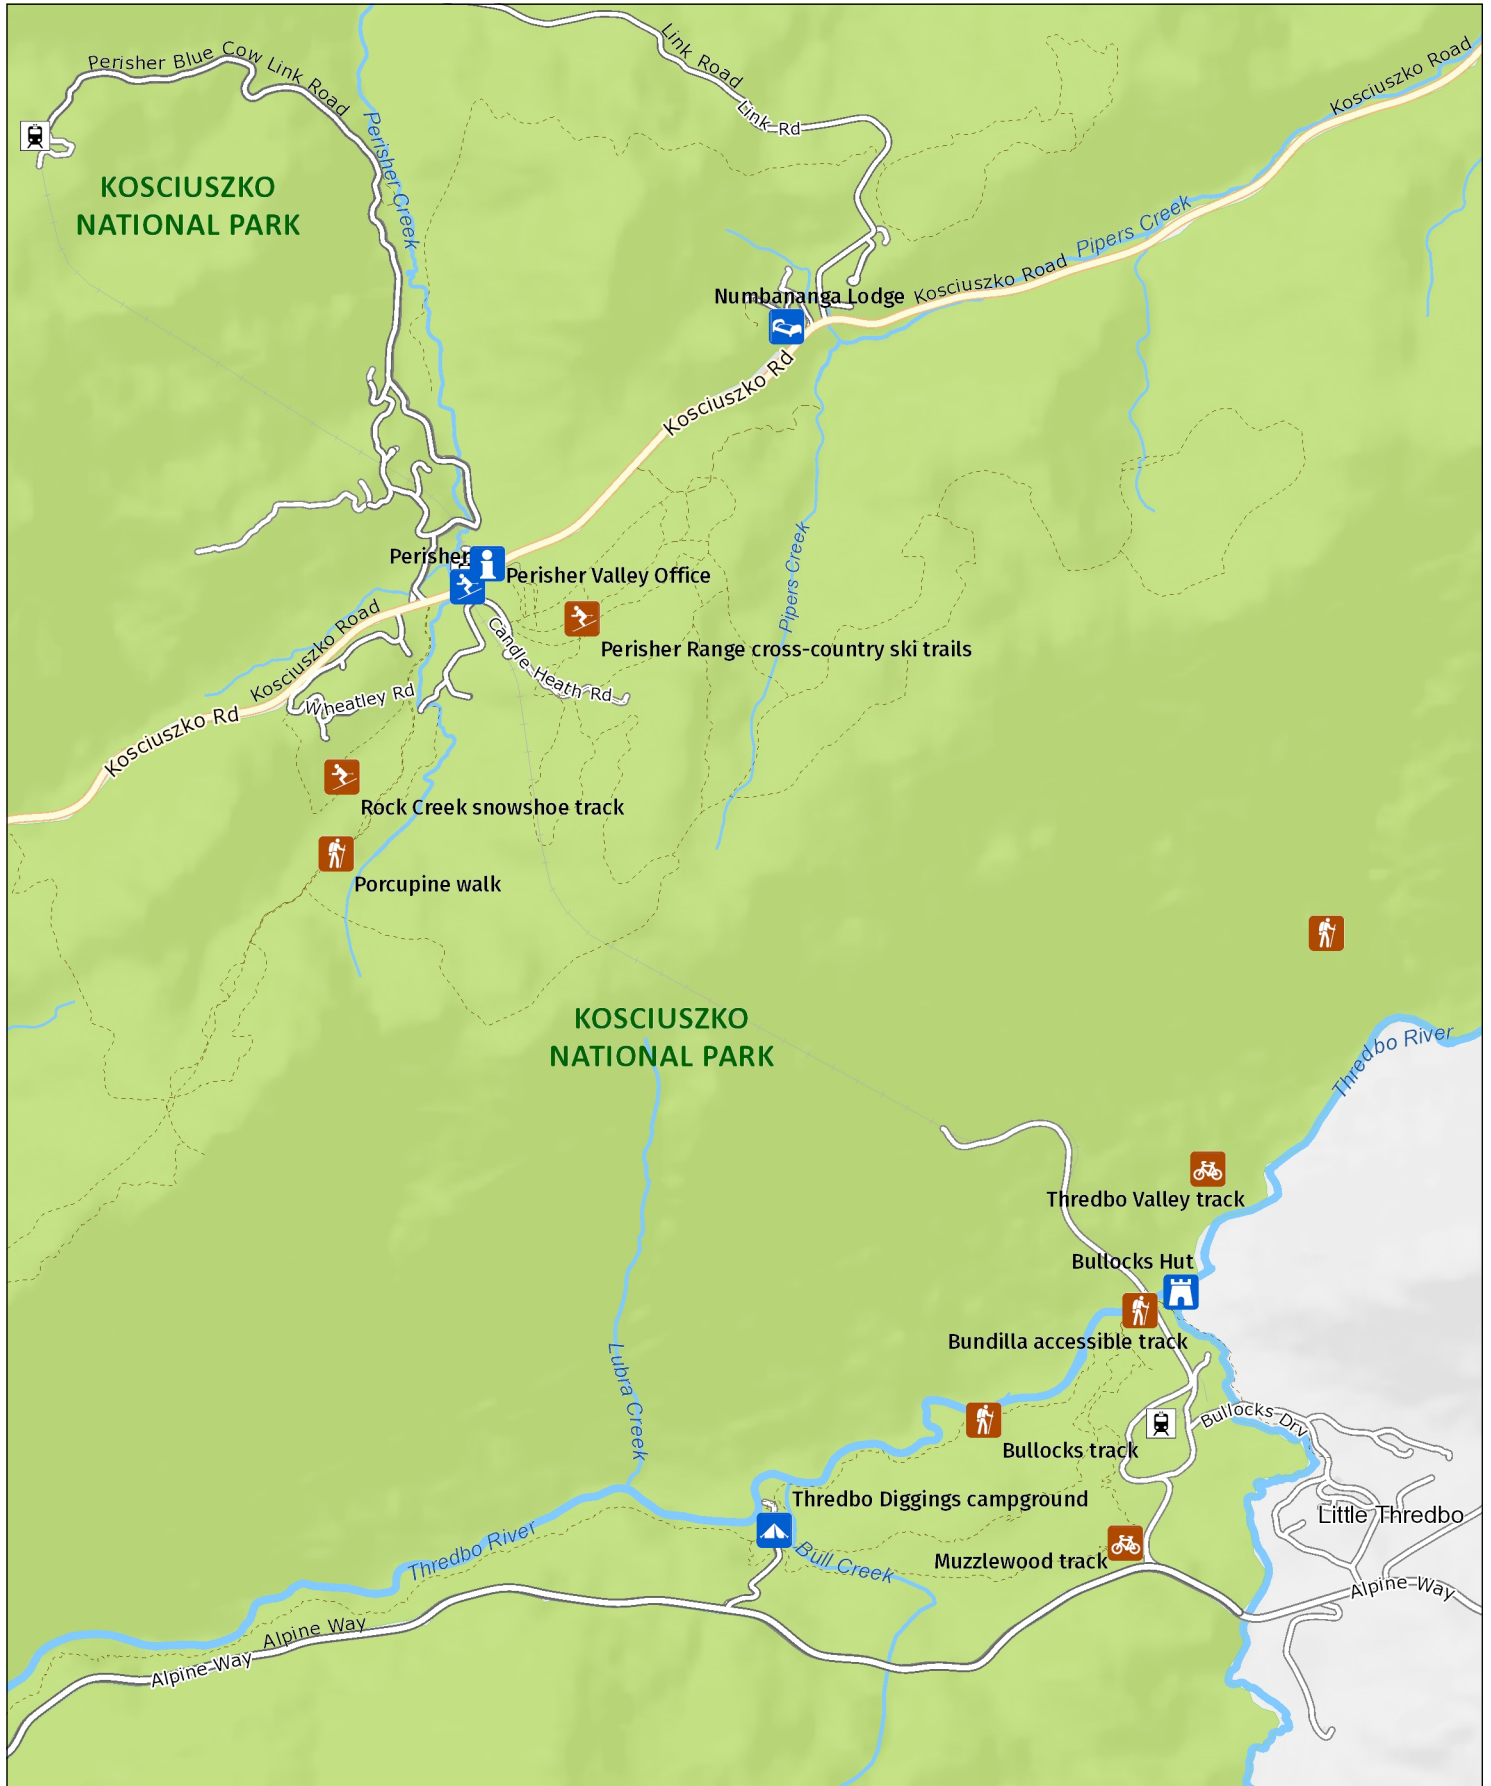 Perisher Blue Cow Link Road
Link Road
Link Rd
Kosciuszko Road
Perisher Creek
KOSCIUSZKO
NATIONAL PARK
Pipers Creek
Kosciuszko Road
Numbananga Lodge
Kosciuszko Rd
Perisher
Perisher Valley Office
Pipers Creek
Kosciuszko Road
Candle Heath Rd
Perisher Range cross-country ski trails
Wheatley Rd
Kosciuszko Rd
Rock Creek snowshoe track
Porcupine walk
KOSCIUSZKO
NATIONAL PARK
Thredbo River
Thredbo Valley track
Bullocks Hut
Bundilla accessible track
Lubra Creek
Bullocks Drv
Bullocks track
Thredbo Diggings campground
Little Thredbo
Thredbo River
Bull Creek
Muzzlewood track
Alpine Way
Alpine Way
Alpine Way